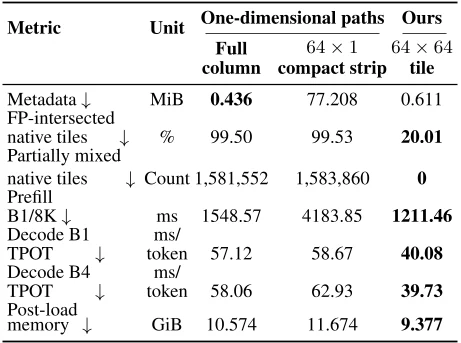 Metric Unit One-dimensional paths Ours
Full 64 × 1 64 × 64
column compact strip tile
Metadata ↓ MiB 0.436 77.208 0.611
FP-intersected
native tiles ↓ % 99.50 99.53 20.01
Partially mixed
native tiles ↓ Count 1,581,552 1,583,860 0
Prefill
B1/8K ↓ ms 1548.57 4183.85 1211.46
Decode B1 ms/
TPOT ↓ token 57.12 58.67 40.08
Decode B4 ms/
TPOT ↓ token 58.06 62.93 39.73
Post-load
memory ↓ GiB 10.574 11.674 9.377